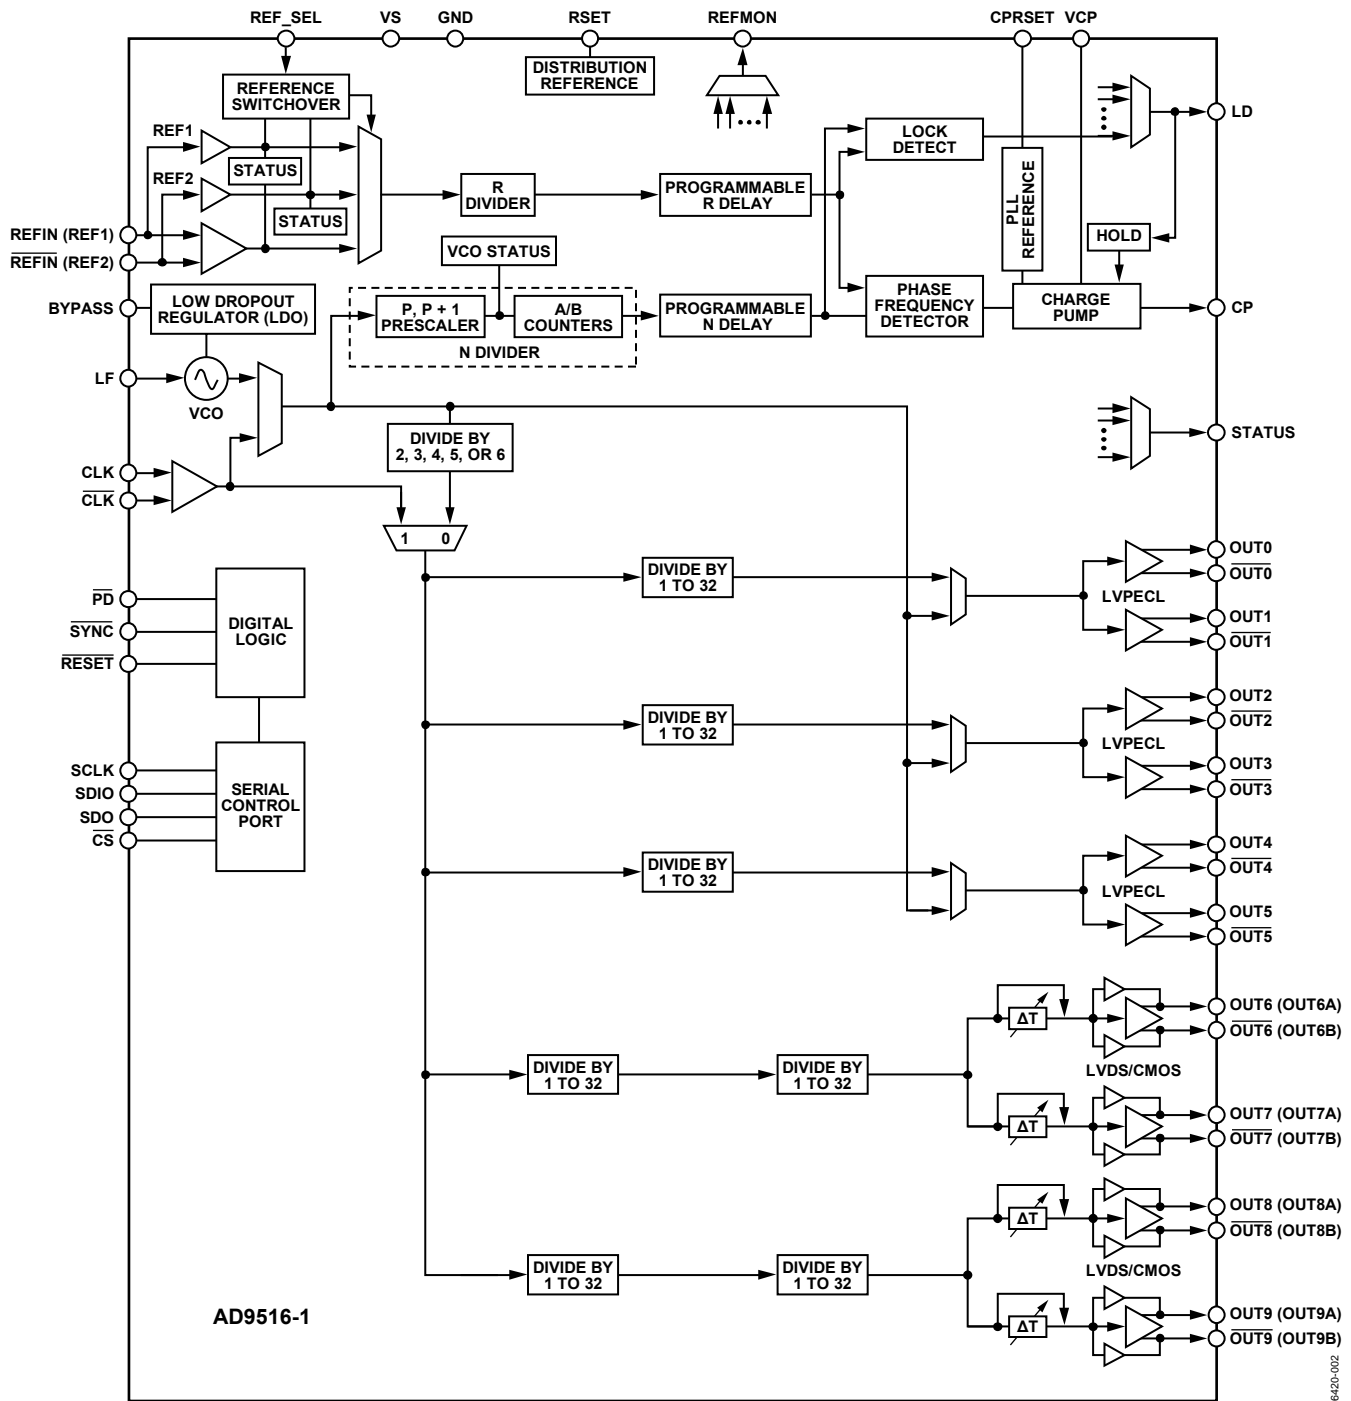 REF_SEL VS GND RSET REFMON CPRSET VCP
DISTRIBUTION
REFERENCE
REFERENCE
SWITCHOVER
REF1
STATUS
REF2
STATUS
REFIN (REF1)
REFIN (REF2)
BYPASS
LOW DROPOUT
REGULATOR (LDO)
LF
VCO
CLK
CLK
R
DIVIDER
VCO STATUS
P, P + 1
PRESCALER
A/B
COUNTERS
N DIVIDER
PROGRAMMABLE
R DELAY
PROGRAMMABLE
N DELAY
LOCK
DETECT
PHASE
FREQUENCY
DETECTOR
PLL
REFERENCE
HOLD
CHARGE
PUMP
LD
CP
STATUS
DIVIDE BY
2, 3, 4, 5, OR 6
1 0
PD
SYNC
RESET
DIGITAL
LOGIC
SCLK
SDIO
SDO
CS
SERIAL
CONTROL
PORT
DIVIDE BY
1 TO 32
LVPECL
OUT0
OUT0
OUT1
OUT1
DIVIDE BY
1 TO 32
LVPECL
OUT2
OUT2
OUT3
OUT3
DIVIDE BY
1 TO 32
LVPECL
OUT4
OUT4
OUT5
OUT5
DIVIDE BY
1 TO 32
DIVIDE BY
1 TO 32
ΔT
ΔT
LVDS/CMOS
OUT6 (OUT6A)
OUT6 (OUT6B)
OUT7 (OUT7A)
OUT7 (OUT7B)
DIVIDE BY
1 TO 32
DIVIDE BY
1 TO 32
ΔT
ΔT
LVDS/CMOS
OUT8 (OUT8A)
OUT8 (OUT8B)
OUT9 (OUT9A)
OUT9 (OUT9B)
AD9516-1
6420-002